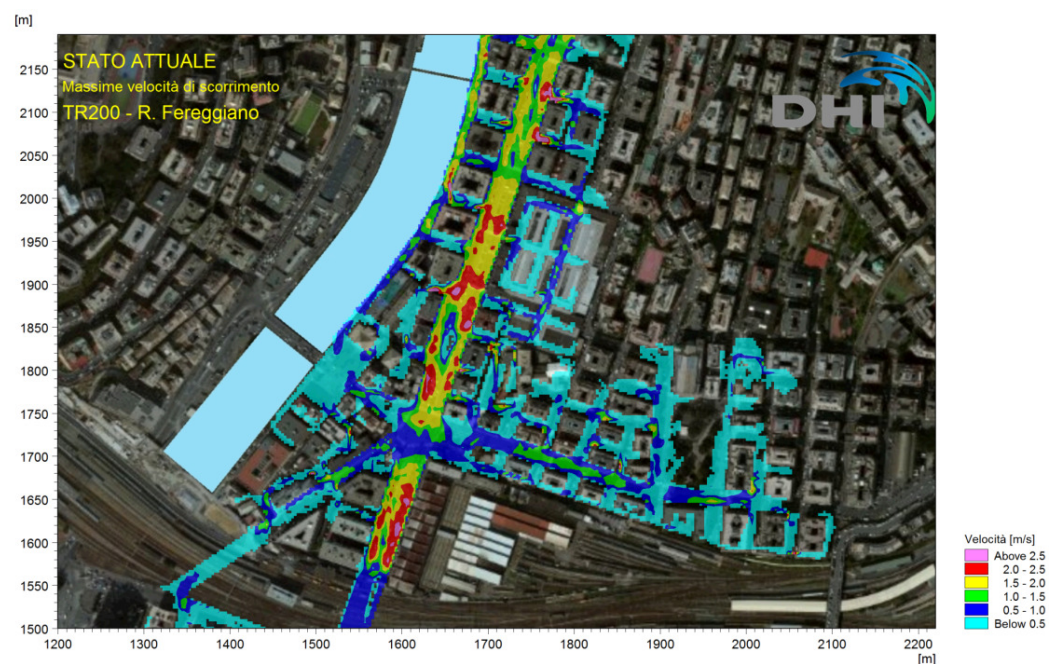 [m]
STATO ATTUALE
Massime velocità di scorrimento
TR200 - R. Fereggiano
DHI
2150
2100
2050
2000
1950
1900
1850
1800
1750
1700
1650
1600
1550
1500
1200 1300 1400 1500 1600 1700 1800 1900 2000 2100 2200
[m]
Velocità [m/s]
Above 2.5
2.0 - 2.5
1.5 - 2.0
1.0 - 1.5
0.5 - 1.0
Below 0.5